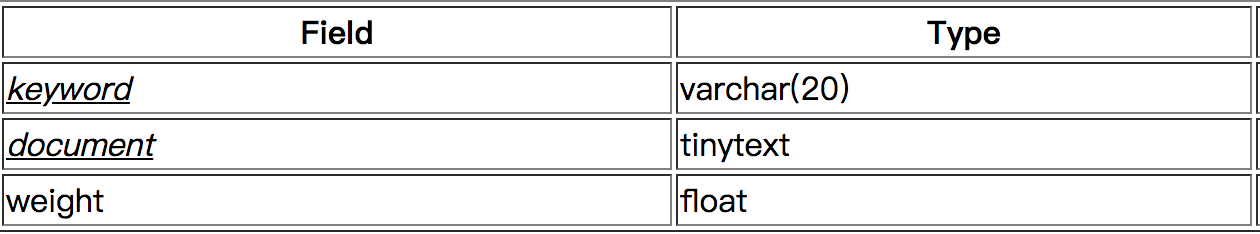 Field Type
keyword varchar(20)
document tinytext
weight float